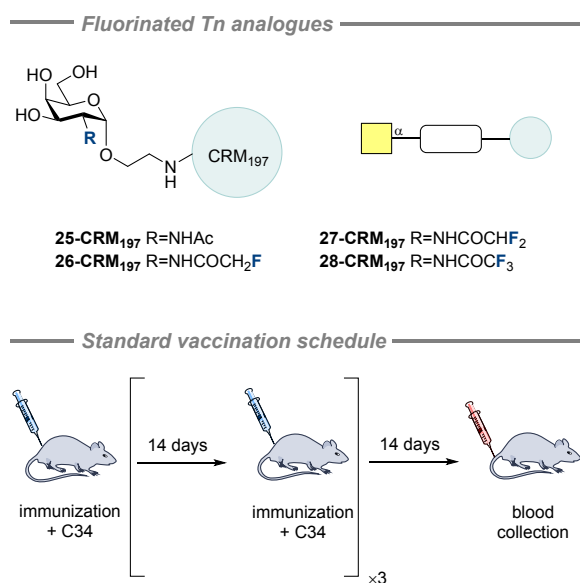 Fluorinated Tn analogues
HO OH
O
HO
R
O
N
H
CRM₁₉₇
α
25-CRM₁₉₇ R=NHAc
26-CRM₁₉₇ R=NHCOCH₂F
27-CRM₁₉₇ R=NHCOCHF₂
28-CRM₁₉₇ R=NHCOCF₃
Standard vaccination schedule
14 days
14 days
immunization
+ C34
immunization
+ C34
blood
collection
×3